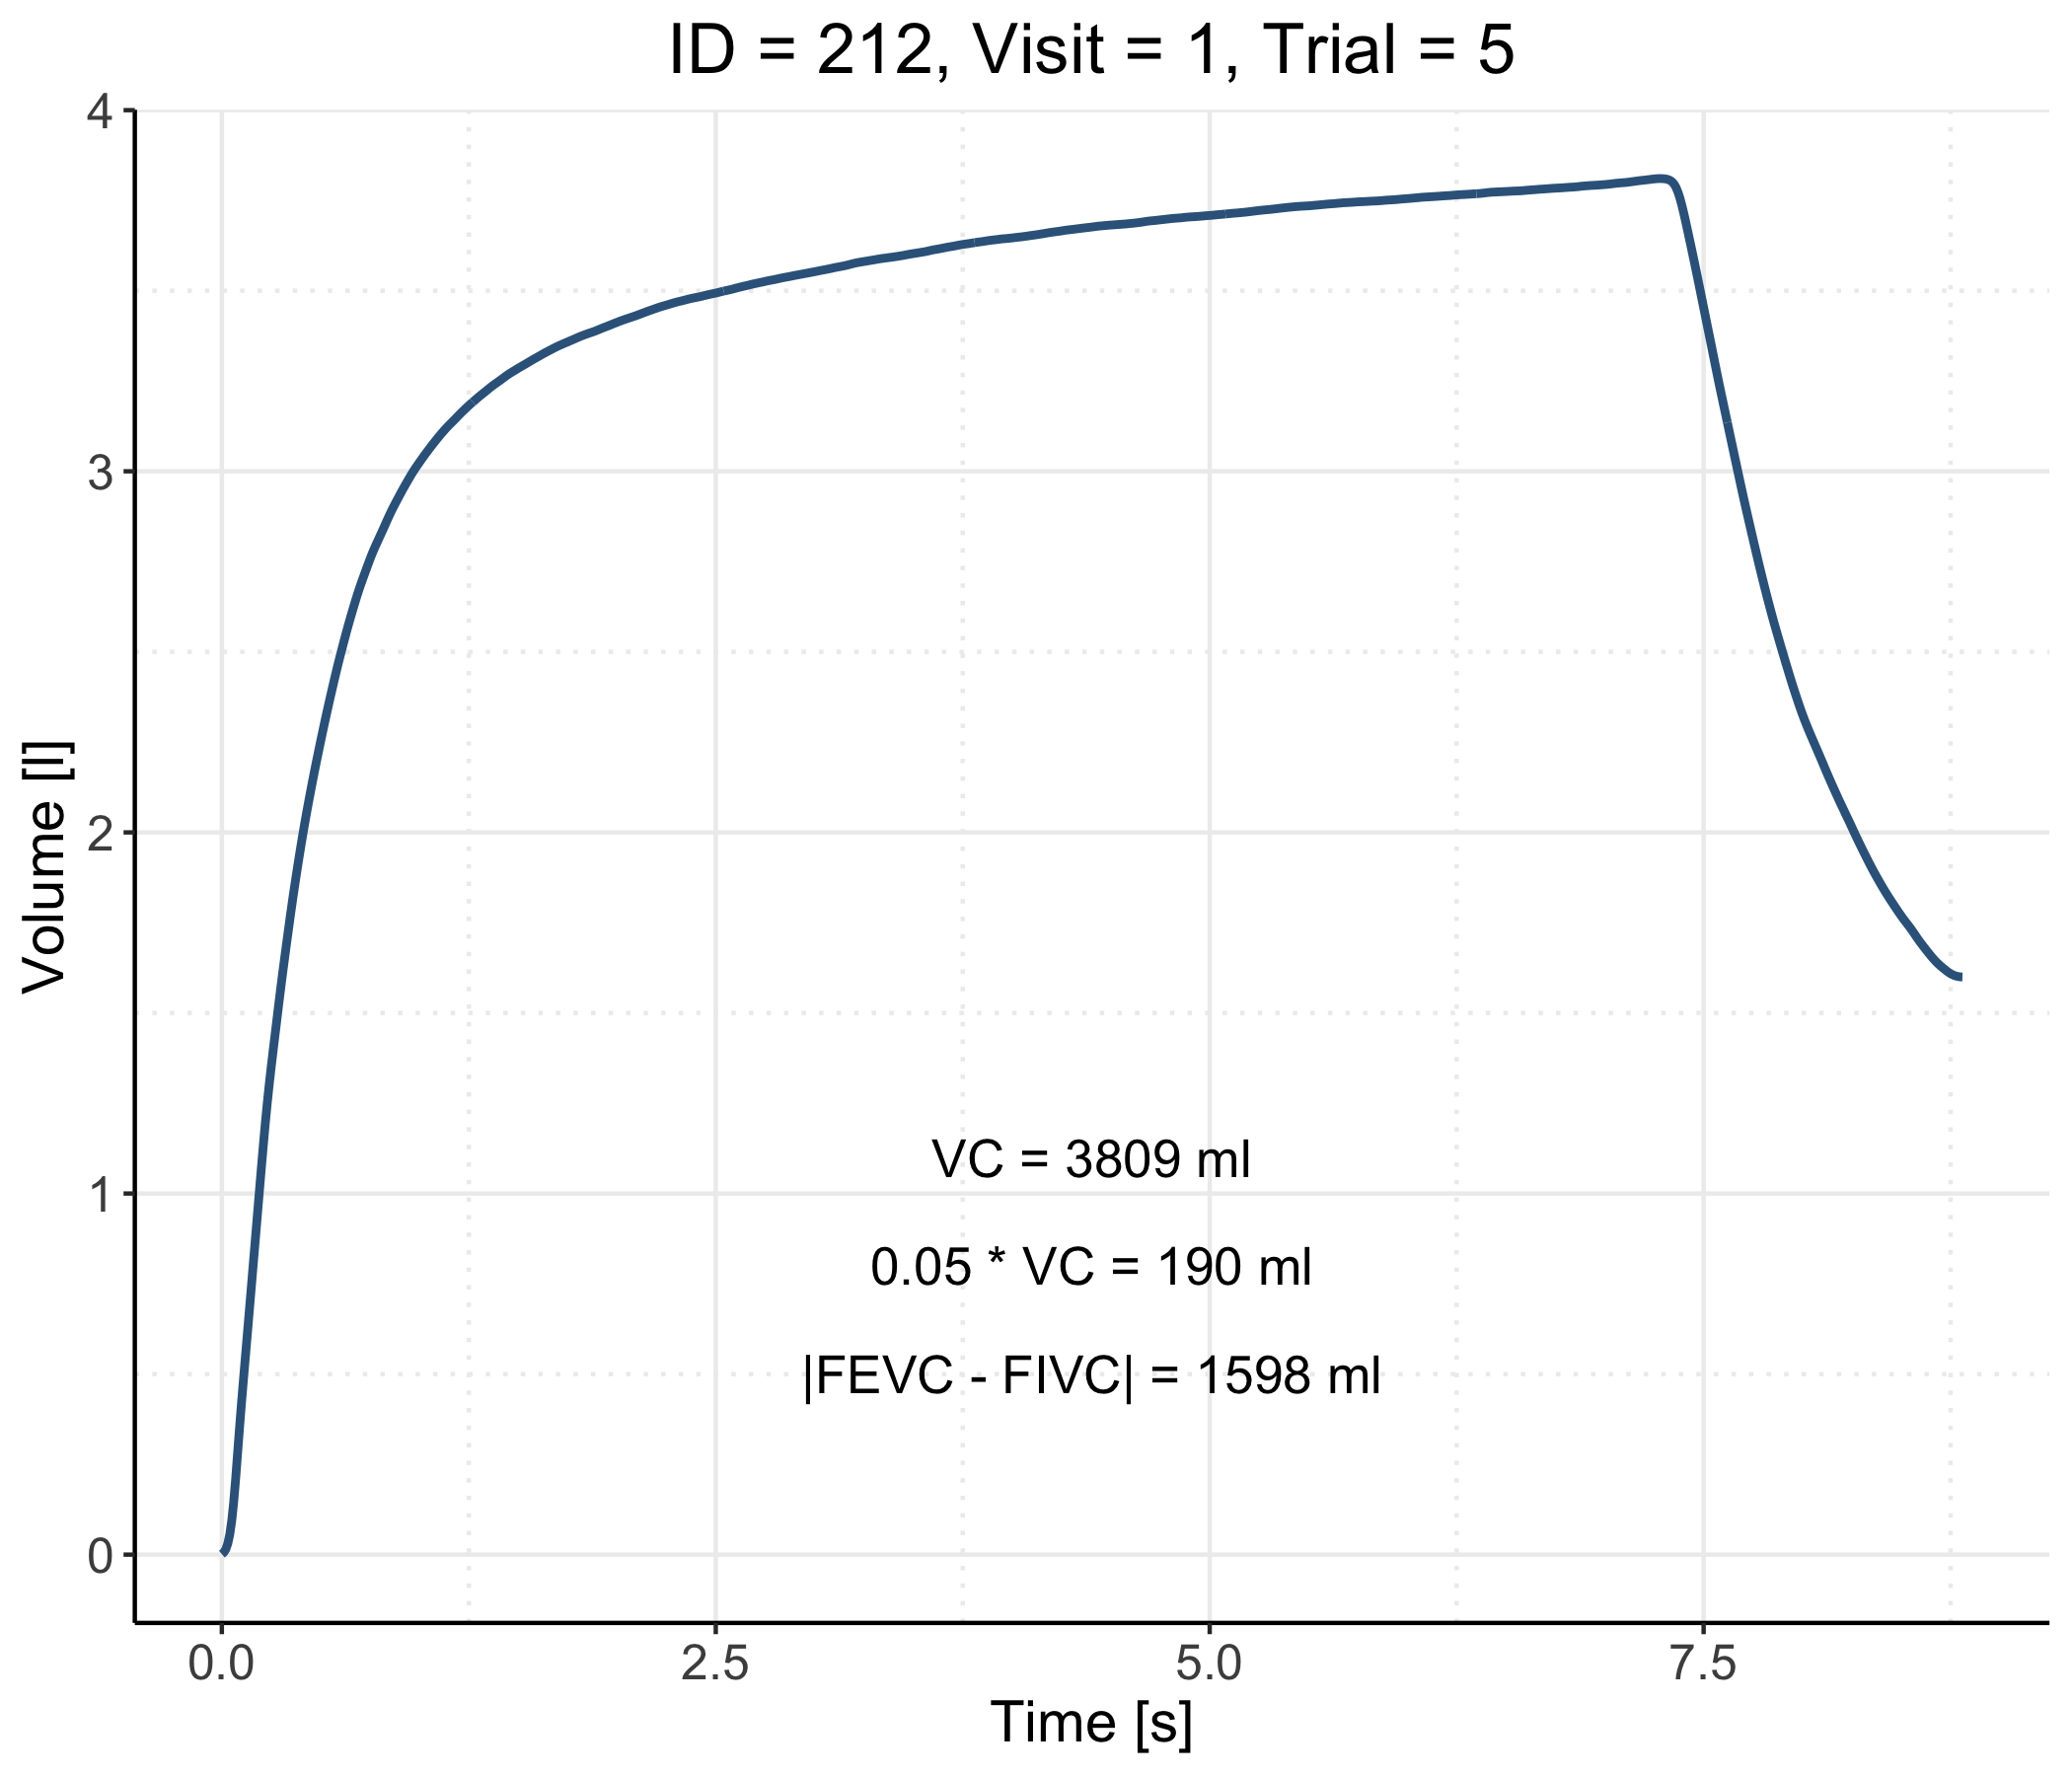 ID = 212, Visit = 1, Trial = 5
4
3
2
1
0
Volume [l]
VC = 3809 ml
0.05 * VC = 190 ml
|FEVC - FIVC| = 1598 ml
0.0 2.5 5.0 7.5
Time [s]